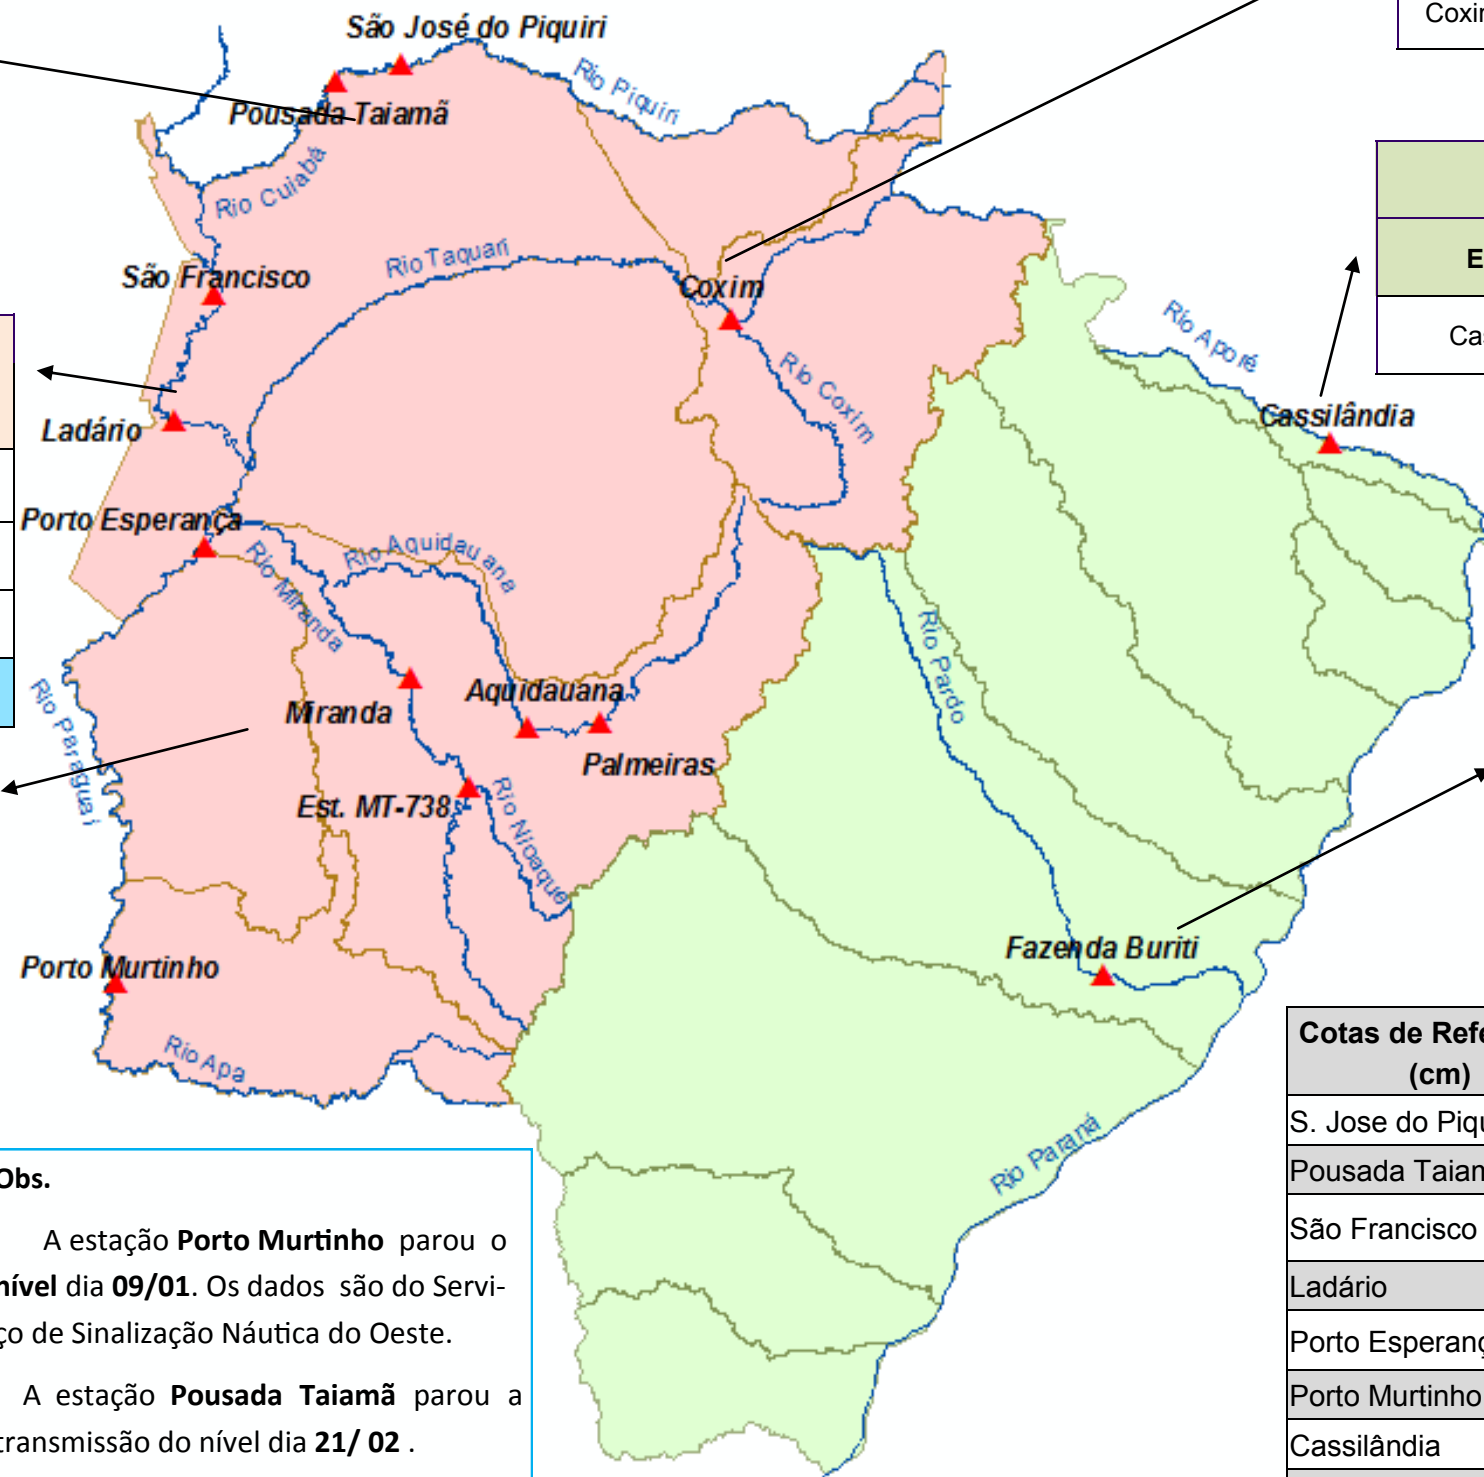 São José do Piquiri
Coxim
Rio Piquiri
Pousada Taiamã
Rio Cuiabá
Rio Taquari
São Francisco
Coxim
E
Rio Aporé
Ca
Rio Coxim
Cassilândia
Ladário
Porto Esperança
Rio Aquidauana
Rio Miranda
Rio Pardo
Rio Paraguai
Aquidauana
Miranda
Palmeiras
Est. MT-738
Rio Nioaque
Fazenda Buriti
Porto Murtinho
Rio Apa
Rio Paraná
Cotas de Refe
(cm)
S. Jose do Piqu
Pousada Taiam
São Francisco
Ladário
Porto Esperanç
Porto Murtinho
Cassilândia
Obs.
A estação Porto Murtinho parou o
nível dia 09/01. Os dados são do Servi-
ço de Sinalização Náutica do Oeste.
A estação Pousada Taiamã parou a
transmissão do nível dia 21/ 02 .